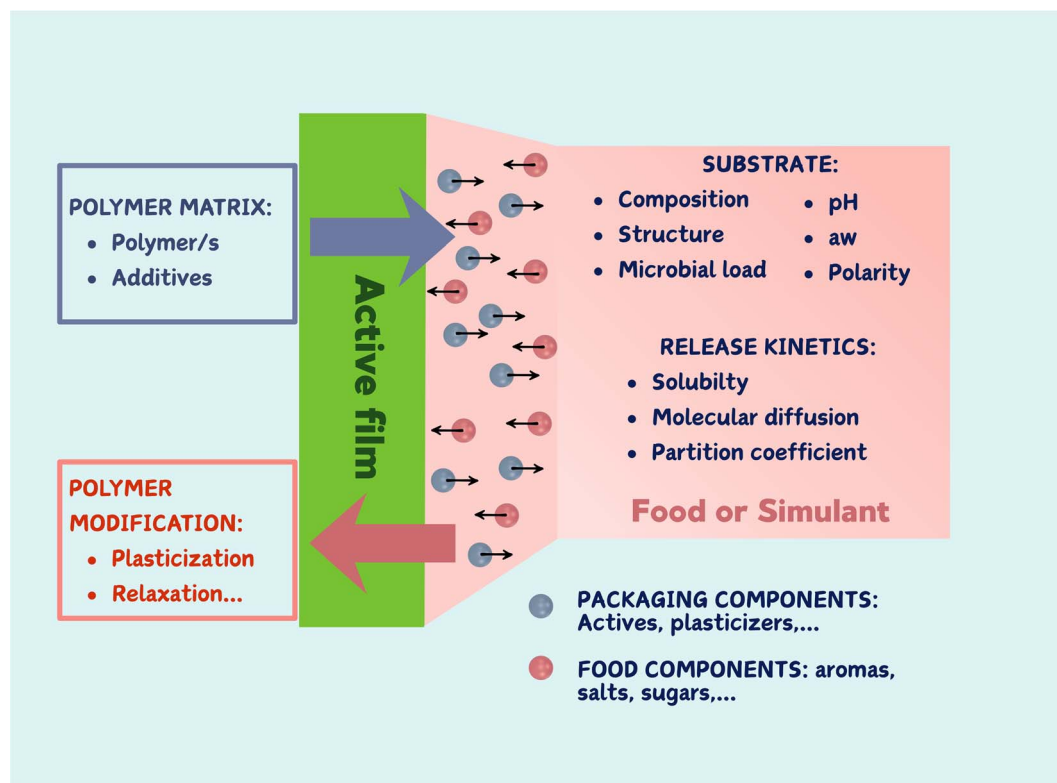 POLYMER MATRIX:
• Polymer/s
• Additives
POLYMER
MODIFICATION:
• Plasticization
• Relaxation...
Active film
SUBSTRATE:
• Composition
• Structure
• Microbial load
• pH
• aw
• Polarity
RELEASE KINETICS:
• Solubilty
• Molecular diffusion
• Partition coefficient
Food or Simulant
PACKAGING COMPONENTS:
Actives, plasticizers,...
FOOD COMPONENTS: aromas,
salts, sugars,...